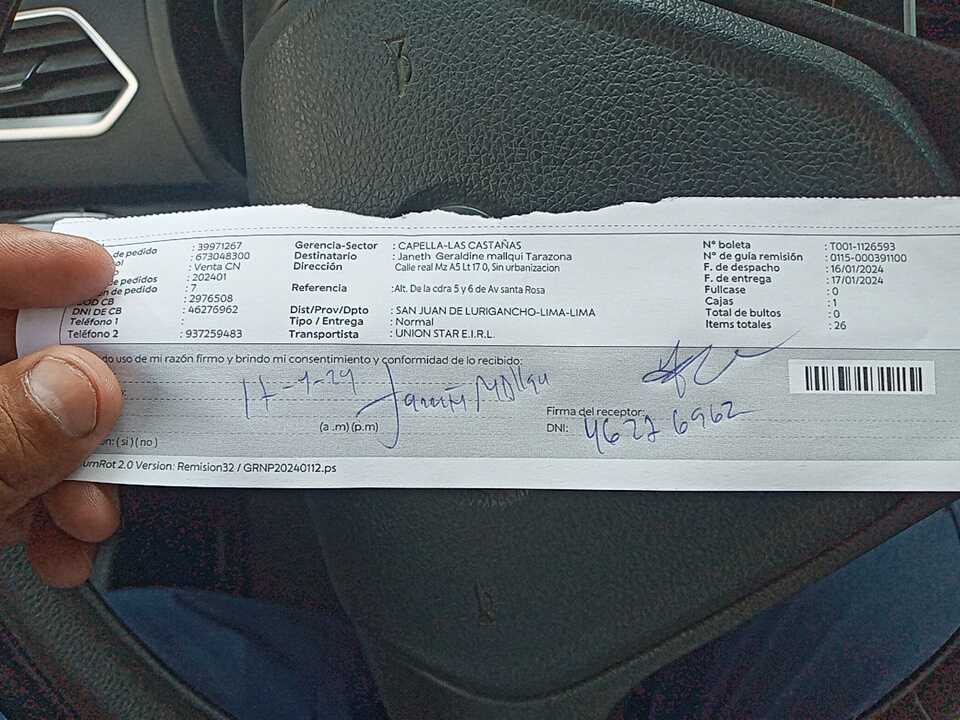 de pedido : 39971267
: 673048300
: Venta CN
de pedidos : 202401
de pedido : 7
COD CB : 2976508
DNI DE CB : 46276962
Teléfono 1 :
Teléfono 2 : 937259483
Gerencia-Sector : CAPELLA-LAS CASTAÑAS
Destinatario : Janeth Geraldine mallqui Tarazona
Dirección Calle real Mz A5 Lt 17 0, Sin urbanizacion
Referencia :Alt. De la cdra 5 y 6 de Av santa Rosa
Dist/Prov/Dpto : SAN JUAN DE LURIGANCHO-LIMA-LIMA
Tipo / Entrega : Normal
Transportista : UNION STAR E.I.R.L.
N° boleta : T001-1126593
N° de guía remisión : 0115-000391100
F. de despacho : 16/01/2024
F. de entrega : 17/01/2024
Fullcase : 0
Cajas : 1
Total de bultos : 0
Items totales : 26
do uso de mi razón firmo y brindo mi consentimiento y conformidad de lo recibido:
17-1-24
(a .m) (p.m)
Firma del receptor:
DNI: 46276962
: ( si ) ( no )
2.0 Version: Remision32 / GRNP20240112.ps